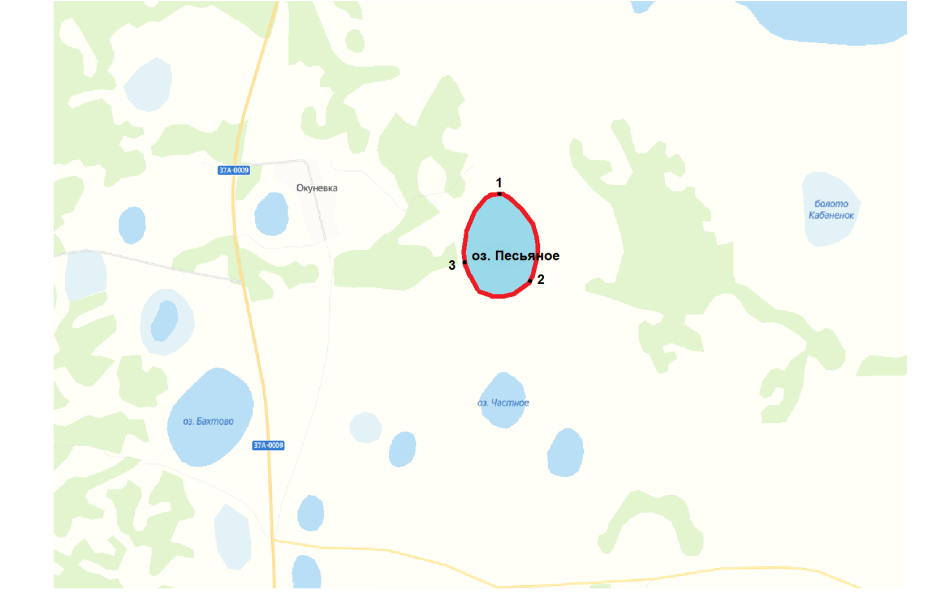 37А-0009
1
Окуневка
болото
Кабаненок
оз. Песьяное
3
2
оз. Частное
оз. Бахтово
37А-0009